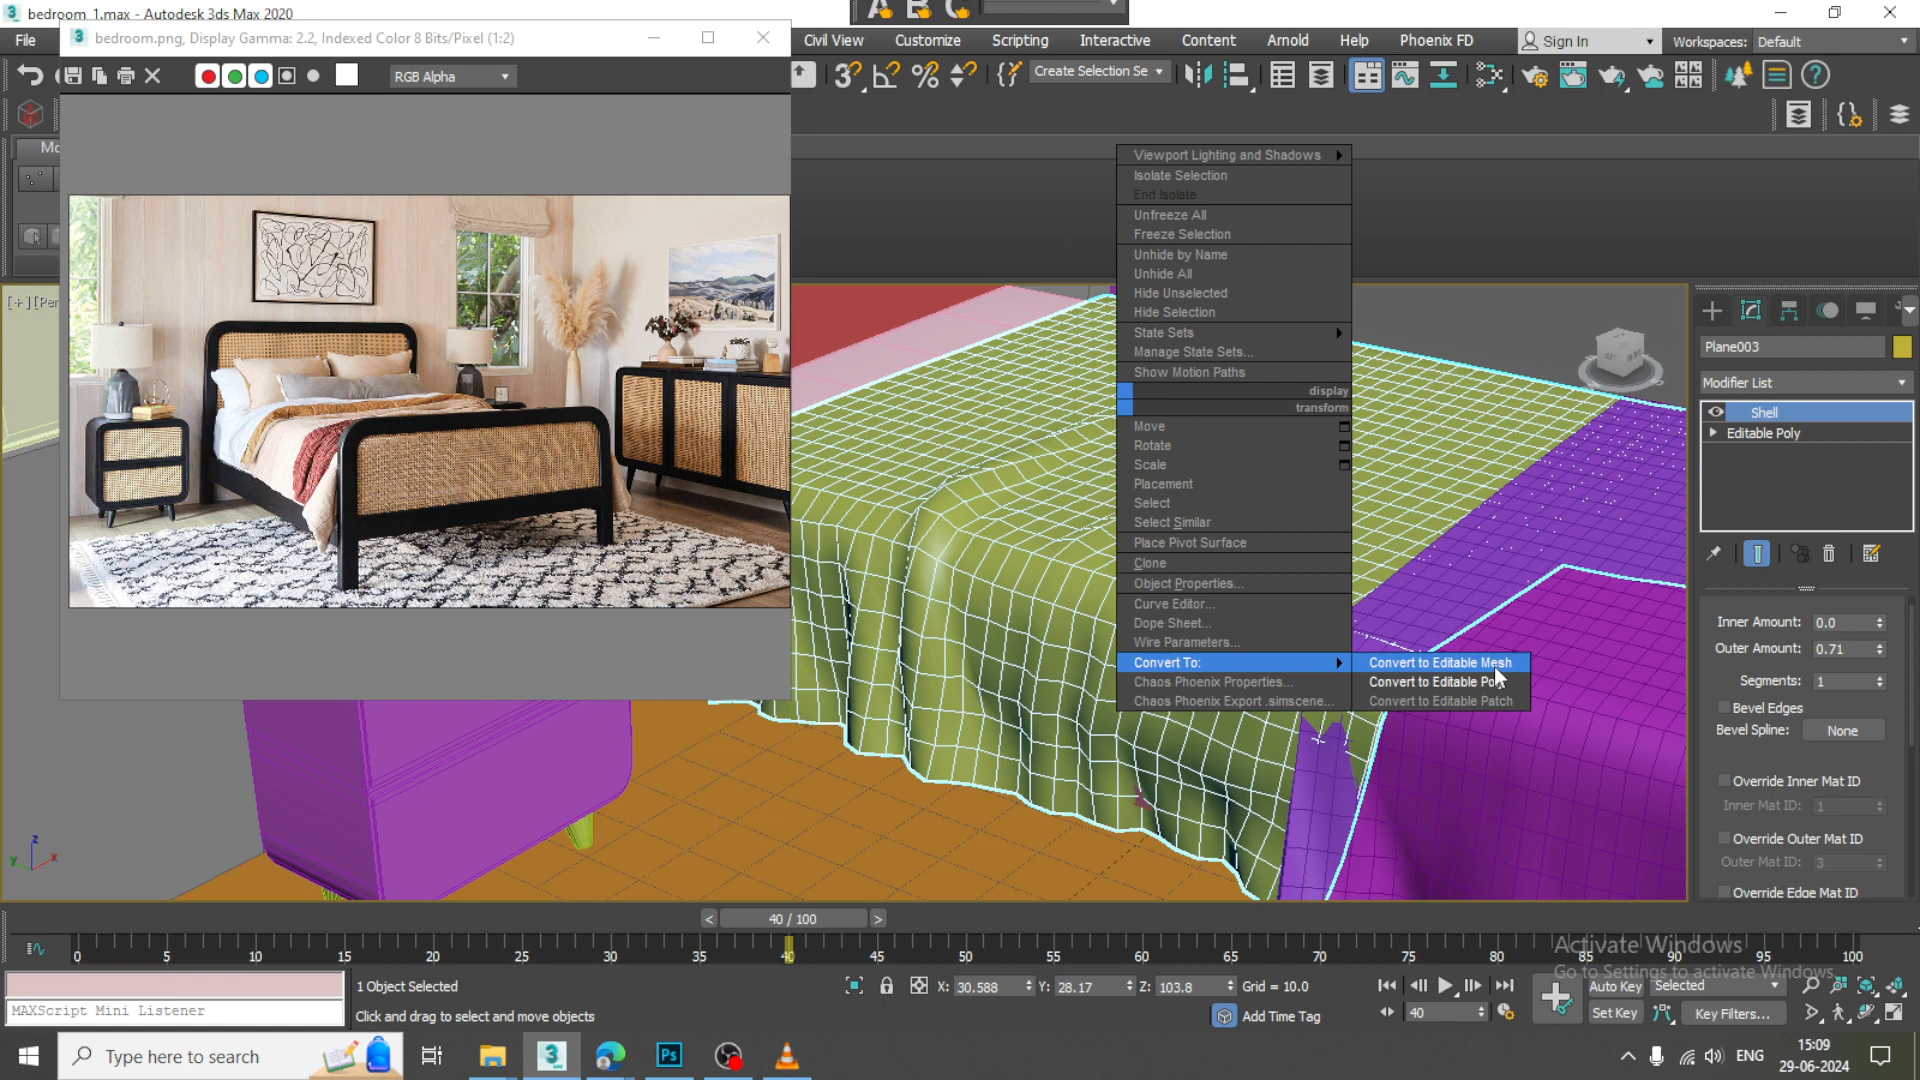 bedroom_1.max - Autodesk 3ds Max 2020
bedroom.png, Display Gamma: 2.2, Indexed Color 8 Bits/Pixel (1:2)
File
Civil View
Customize
Scripting
Interactive
Content
Arnold
Help
Phoenix FD
Sign In
Workspaces: Default
RGB Alpha
Create Selection Se
[+][Per
Viewport Lighting and Shadows
Isolate Selection
End Isolate
Unfreeze All
Freeze Selection
Unhide by Name
Unhide All
Hide Unselected
Hide Selection
State Sets
Manage State Sets...
Show Motion Paths
display
transform
Move
Rotate
Scale
Placement
Select
Select Similar
Place Pivot Surface
Clone
Object Properties...
Curve Editor...
Dope Sheet...
Wire Parameters...
Convert To:
Chaos Phoenix Properties...
Chaos Phoenix Export .simscene...
Convert to Editable Mesh
Convert to Editable Poly
Convert to Editable Patch
Plane003
Modifier List
Shell
Editable Poly
Inner Amount: 0.0
Outer Amount: 0.71
Segments: 1
Bevel Edges
Bevel Spline: None
Override Inner Mat ID
Inner Mat ID: 1
Override Outer Mat ID
Outer Mat ID: 3
Override Edge Mat ID
z
y x
< 40 / 100 >
0 5 10 15 20 25 30 35 40 45 50 55 60 65 70 75 80 85 90 95 100
Activate Windows
Go to Settings to activate Windows.
1 Object Selected
X: 30.588 Y: 28.17 Z: 103.8 Grid = 10.0
Auto Key Selected
MAXScript Mini Listener
Click and drag to select and move objects
Add Time Tag
40
Set Key Key Filters...
Type here to search
Ps
ENG
15:09
29-06-2024